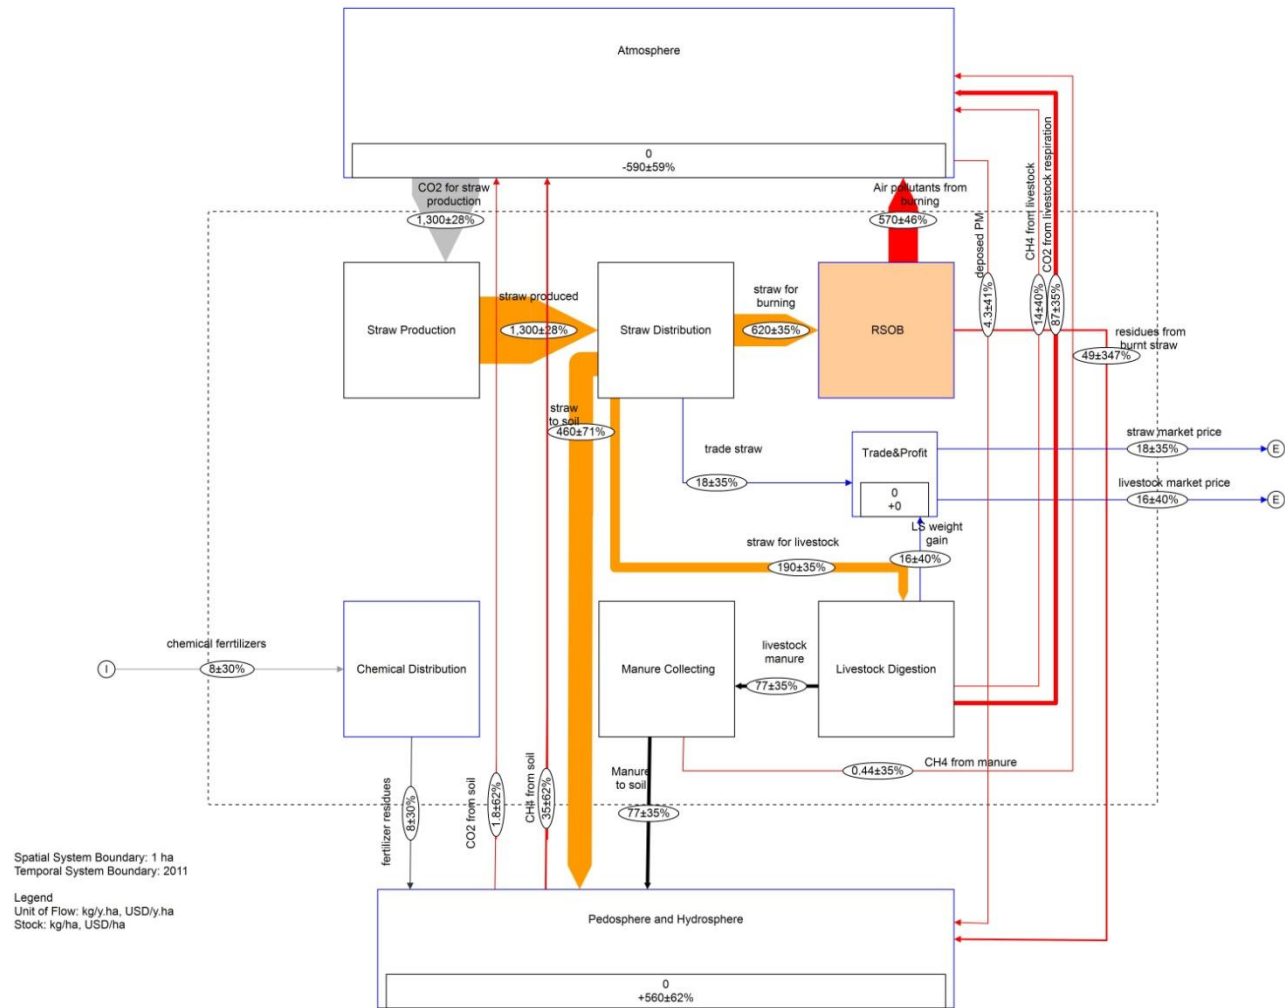 Atmosphere
0
-590±59%
CO2 for straw
production
1,300±28%
Air pollutants from
burning
570±46%
deposed PM
4.3±41%
CH4 from livestock
14±40%
CO2 from livestock respiration
87±35%
Straw Production
straw produced
1,300±28%
Straw Distribution
straw for
burning
620±35%
RSOB
residues from
burnt straw
49±347%
straw
to soil
460±71%
trade straw
18±35%
Trade&Profit
0
+0
straw market price
18±35%
E
livestock market price
16±40%
E
LS weight
gain
16±40%
straw for livestock
190±35%
chemical ferrtilizers
I
8±30%
Chemical Distribution
Manure Collecting
livestock
manure
77±35%
Livestock Digestion
CH4 from manure
0.44±35%
Manure
to soil
77±35%
fertilizer residues
8±30%
CO2 from soil
1.8±62%
CH4 from soil
35±62%
Spatial System Boundary: 1 ha
Temporal System Boundary: 2011
Legend
Unit of Flow: kg/y.ha, USD/y.ha
Stock: kg/ha, USD/ha
Pedosphere and Hydrosphere
0
+560±62%